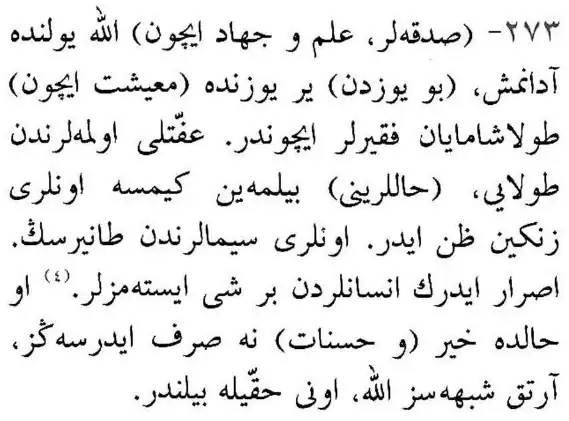 ٢٧٣- (صدقه‌لر، علم و جهاد ایچون) الله یولنده
آدانمش، (بو یوزدن) یر یوزنده (معیشت ایچون)
طولاشامایان فقیرلر ایچوندر. عفّتلی اولمه‌لرندن
طولایی، (حاللرینی) بیلمه‌ین کیمسه اونلری
زنکین ظن ایدر. اونلری سیمالرندن طانیرسڭ.
اصرار ایدرك انسانلردن بر شی ایسته‌مزلر.(٤) او
حالده خیر (و حسنات) نه صرف ایدرسه‌ڭز،
آرتق شبهه‌سز الله، اونی حقّیله بیلندر.